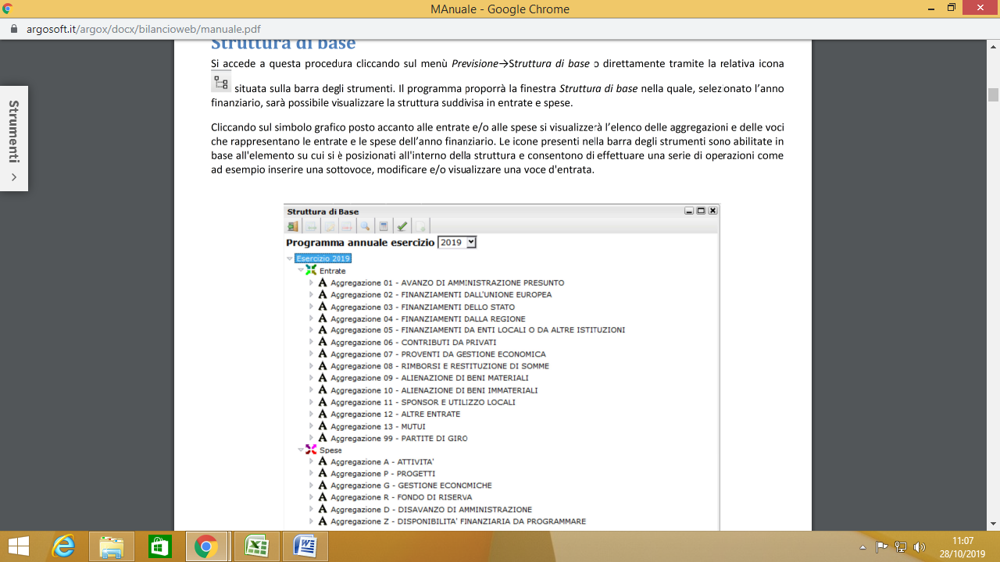 MAnuale - Google Chrome
argosoft.it/argox/docx/bilancioweb/manuale.pdf
Struttura di base
Si accede a questa procedura cliccando sul menù Previsione→Struttura di base o direttamente tramite la relativa icona
situata sulla barra degli strumenti. Il programma proporrà la finestra Struttura di base nella quale, selezionato l’anno
finanziario, sarà possibile visualizzare la struttura suddivisa in entrate e spese.
Cliccando sul simbolo grafico posto accanto alle entrate e/o alle spese si visualizzerà l’elenco delle aggregazioni e delle voci
che rappresentano le entrate e le spese dell’anno finanziario. Le icone presenti nella barra degli strumenti sono abilitate in
base all'elemento su cui si è posizionati all'interno della struttura e consentono di effettuare una serie di operazioni come
ad esempio inserire una sottovoce, modificare e/o visualizzare una voce d'entrata.
Strumenti
Struttura di Base
Programma annuale esercizio 2019
Esercizio 2019
Entrate
A Aggregazione 01 - AVANZO DI AMMINISTRAZIONE PRESUNTO
A Aggregazione 02 - FINANZIAMENTI DALL'UNIONE EUROPEA
A Aggregazione 03 - FINANZIAMENTI DELLO STATO
A Aggregazione 04 - FINANZIAMENTI DALLA REGIONE
A Aggregazione 05 - FINANZIAMENTI DA ENTI LOCALI O DA ALTRE ISTITUZIONI
A Aggregazione 06 - CONTRIBUTI DA PRIVATI
A Aggregazione 07 - PROVENTI DA GESTIONE ECONOMICA
A Aggregazione 08 - RIMBORSI E RESTITUZIONE DI SOMME
A Aggregazione 09 - ALIENAZIONE DI BENI MATERIALI
A Aggregazione 10 - ALIENAZIONE DI BENI IMMATERIALI
A Aggregazione 11 - SPONSOR E UTILIZZO LOCALI
A Aggregazione 12 - ALTRE ENTRATE
A Aggregazione 13 - MUTUI
A Aggregazione 99 - PARTITE DI GIRO
Spese
A Aggregazione A - ATTIVITA'
A Aggregazione P - PROGETTI
A Aggregazione G - GESTIONE ECONOMICHE
A Aggregazione R - FONDO DI RISERVA
A Aggregazione D - DISAVANZO DI AMMINISTRAZIONE
A Aggregazione Z - DISPONIBILITA' FINANZIARIA DA PROGRAMMARE
11:07
28/10/2019